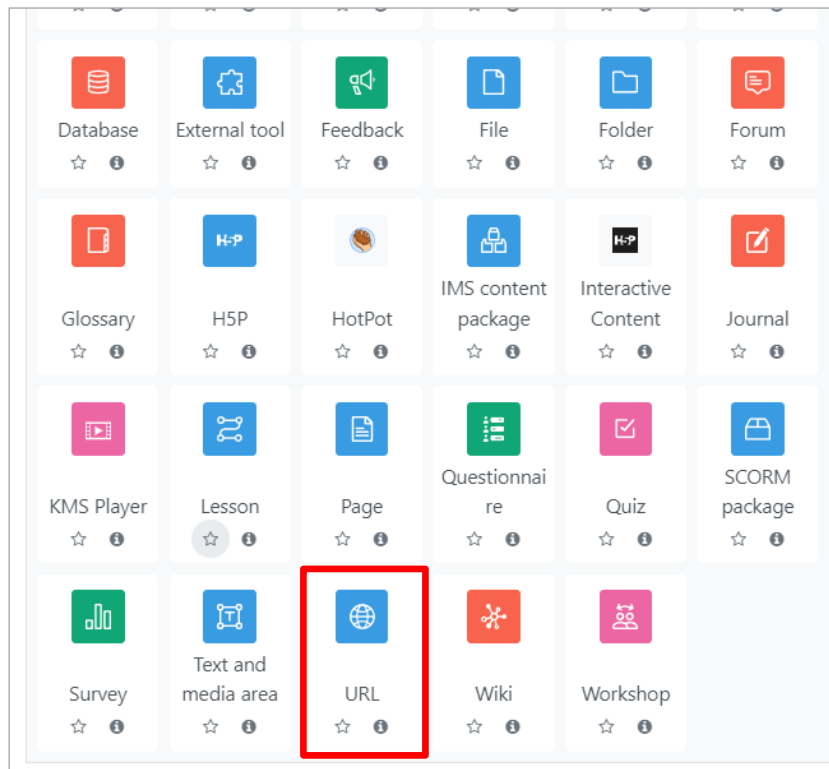 Database
External tool
Feedback
File
Folder
Forum
H5P
H5P
IMS content
Interactive
Glossary
H5P
HotPot
package
Content
Journal
Questionnai
SCORM
KMS Player
Lesson
Page
re
Quiz
package
T
Text and
Survey
media area
URL
Wiki
Workshop